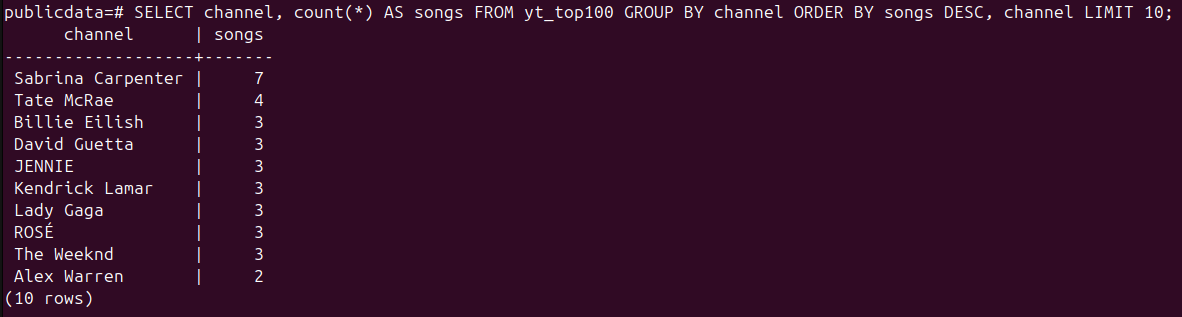 publicdata=# SELECT channel, count(*) AS songs FROM yt_top100 GROUP BY channel ORDER BY songs DESC, channel LIMIT 10;
      channel      | songs
-------------------+-------
 Sabrina Carpenter |     7
 Tate McRae        |     4
 Billie Eilish     |     3
 David Guetta      |     3
 JENNIE            |     3
 Kendrick Lamar    |     3
 Lady Gaga         |     3
 ROSÉ              |     3
 The Weeknd        |     3
 Alex Warren       |     2
(10 rows)